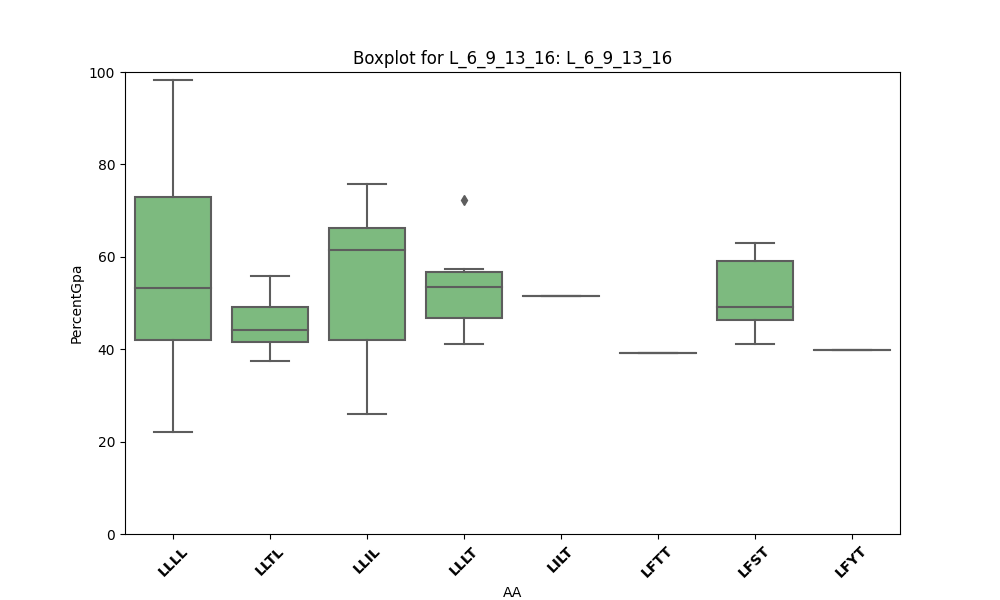 Boxplot for L_6_9_13_16: L_6_9_13_16
PercentGpa
100
80
60
40
20
0
LLLL
LLTL
LLIL
LLLT
LILT
LFTT
LFST
LFYT
AA